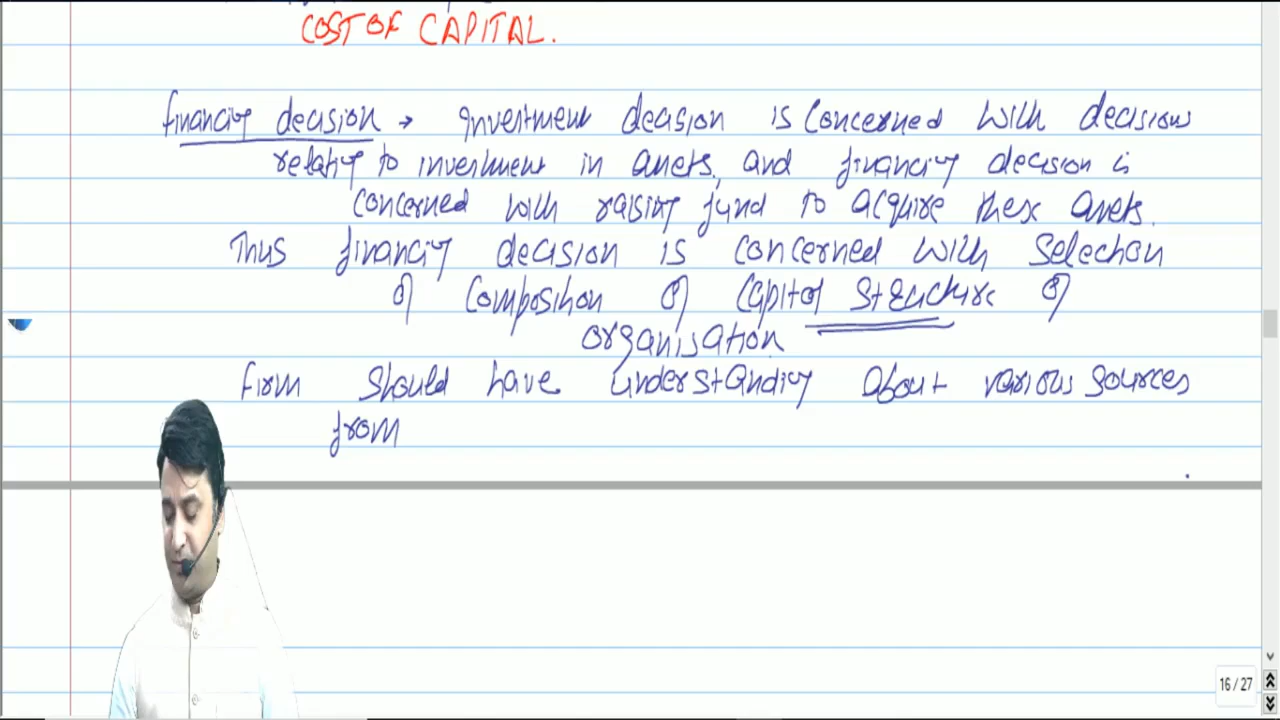 COST OF CAPITAL.
financing decision → Investment decision is concerned with decisions
relating to investment in assets, and financing decision is
concerned with raising fund to acquire these assets.
Thus financing decision is concerned with selection
of composition of capital structure of
organisation
firm should have understanding about various sources
from
16 / 27